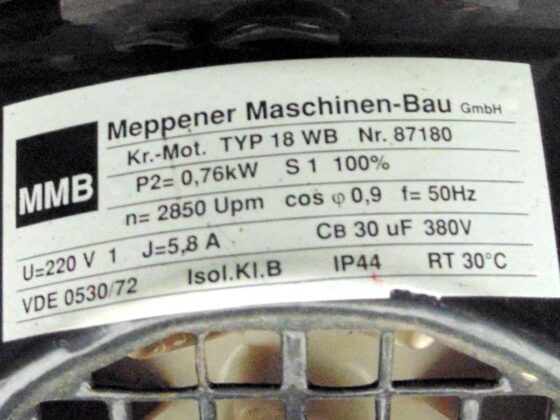 MMB
Meppener Maschinen-Bau GmbH
Kr.-Mot. TYP 18 WB Nr. 87180
P2= 0,76kW S 1 100%
n= 2850 Upm cos φ 0,9 f= 50Hz
U=220 V 1 J=5,8 A CB 30 uF 380V
VDE 0530/72 Isol.Kl.B IP44 RT 30°C